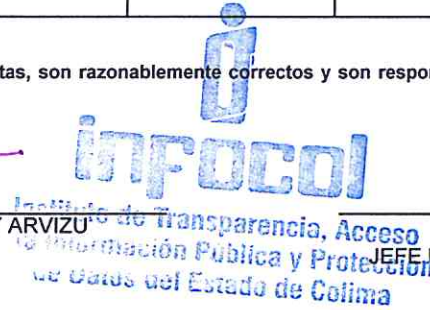 tas, son razonablemente correctos y son respor
infocol
Instituto de Transparencia, Acceso
ARVIZU
la Información Pública y Protección
JEFE
de Datos del Estado de Colima